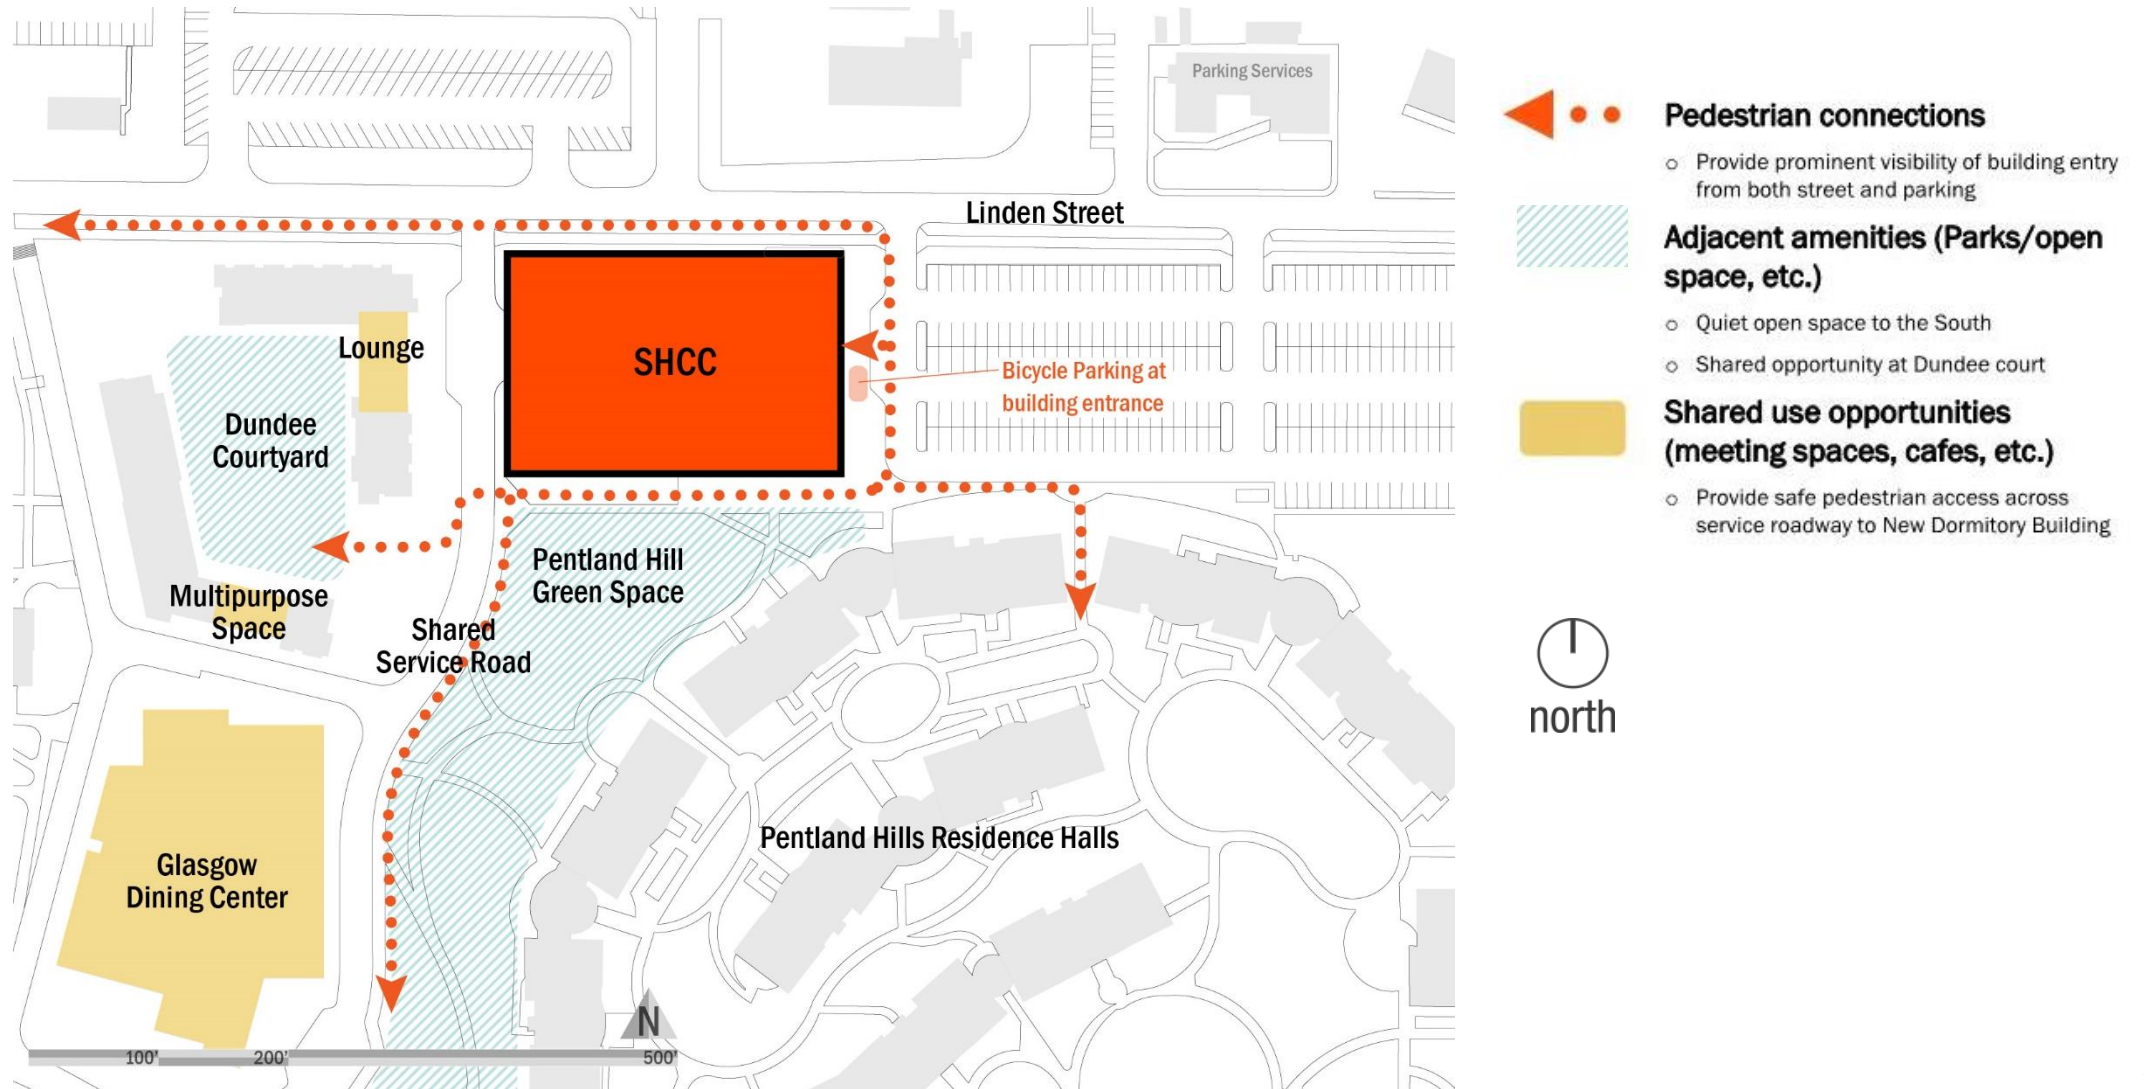 Parking Services
Linden Street
Lounge
SHCC
Bicycle Parking at
building entrance
Dundee
Courtyard
Pentland Hill
Green Space
Multipurpose
Space
Shared
Service Road
Pentland Hills Residence Halls
Glasgow
Dining Center
N
100'
200'
500'
Pedestrian connections
Provide prominent visibility of building entry
from both street and parking
Adjacent amenities (Parks/open
space, etc.)
Quiet open space to the South
Shared opportunity at Dundee court
Shared use opportunities
(meeting spaces, cafes, etc.)
Provide safe pedestrian access across
service roadway to New Dormitory Building
north